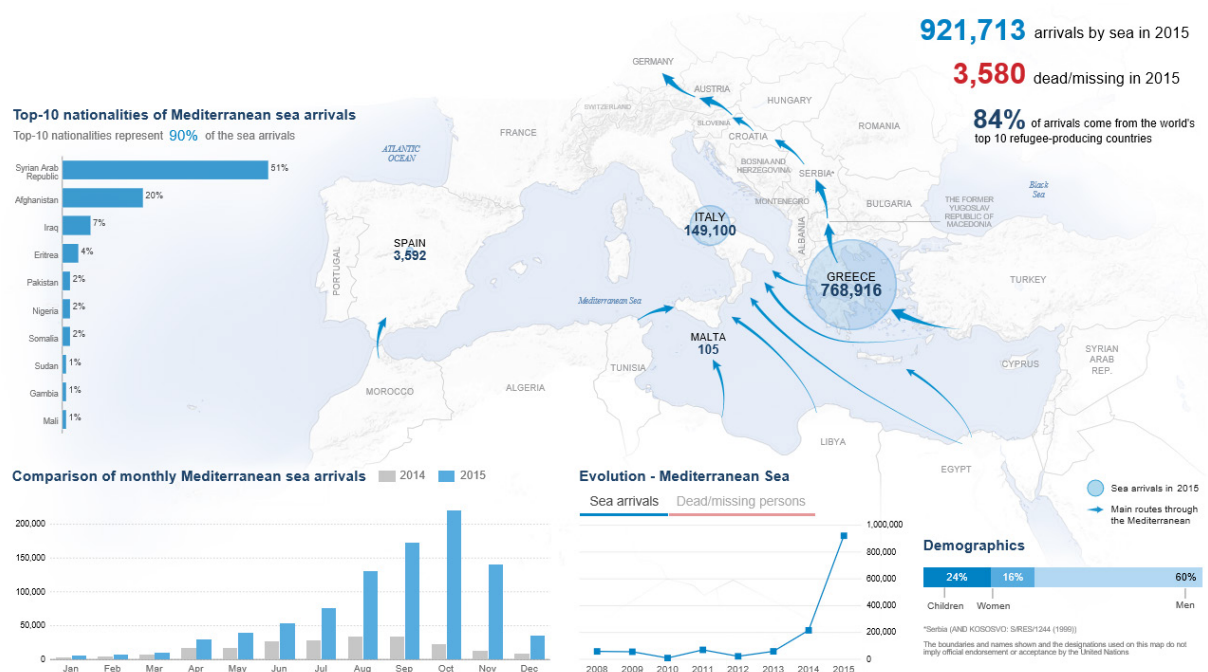 921,713 arrivals by sea in 2015
3,580 dead/missing in 2015
84% of arrivals come from the world's
top 10 refugee-producing countries
Top-10 nationalities of Mediterranean sea arrivals
Top-10 nationalities represent 90% of the sea arrivals
Syrian Arab
Republic
51%
Afghanistan
20%
Iraq
7%
Eritrea
4%
Pakistan
2%
Nigeria
2%
Somalia
2%
Sudan
1%
Gambia
1%
Mali
1%
GERMANY
AUSTRIA
SWITZERLAND
HUNGARY
SLOVENIA
CROATIA
ROMANIA
FRANCE
ATLANTIC
OCEAN
BOSNIA AND
HERZEGOVINA
SERBIA*
MONTENEGRO
BULGARIA
Black
Sea
THE FORMER
YUGOSLAV
REPUBLIC OF
MACEDONIA
ALBANIA
ITALY
149,100
SPAIN
3,592
PORTUGAL
GREECE
768,916
TURKEY
Mediterranean Sea
MALTA
105
CYPRUS
SYRIAN
ARAB
REP.
TUNISIA
MOROCCO
ALGERIA
LIBYA
EGYPT
Sea arrivals in 2015
Main routes through
the Mediterranean
Comparison of monthly Mediterranean sea arrivals
2014
2015
200,000
150,000
100,000
50,000
0
Jan Feb Mar Apr May Jun Jul Aug Sep Oct Nov Dec
Evolution - Mediterranean Sea
Sea arrivals Dead/missing persons
1,000,000
800,000
600,000
400,000
200,000
0
2008 2009 2010 2011 2012 2013 2014 2015
Demographics
24% 16% 60%
Children Women Men
*Serbia (AND KOSOSVO: S/RES/1244 (1999))
The boundaries and names shown and the designations used on this map do not
imply official endorsement or acceptance by the United Nations